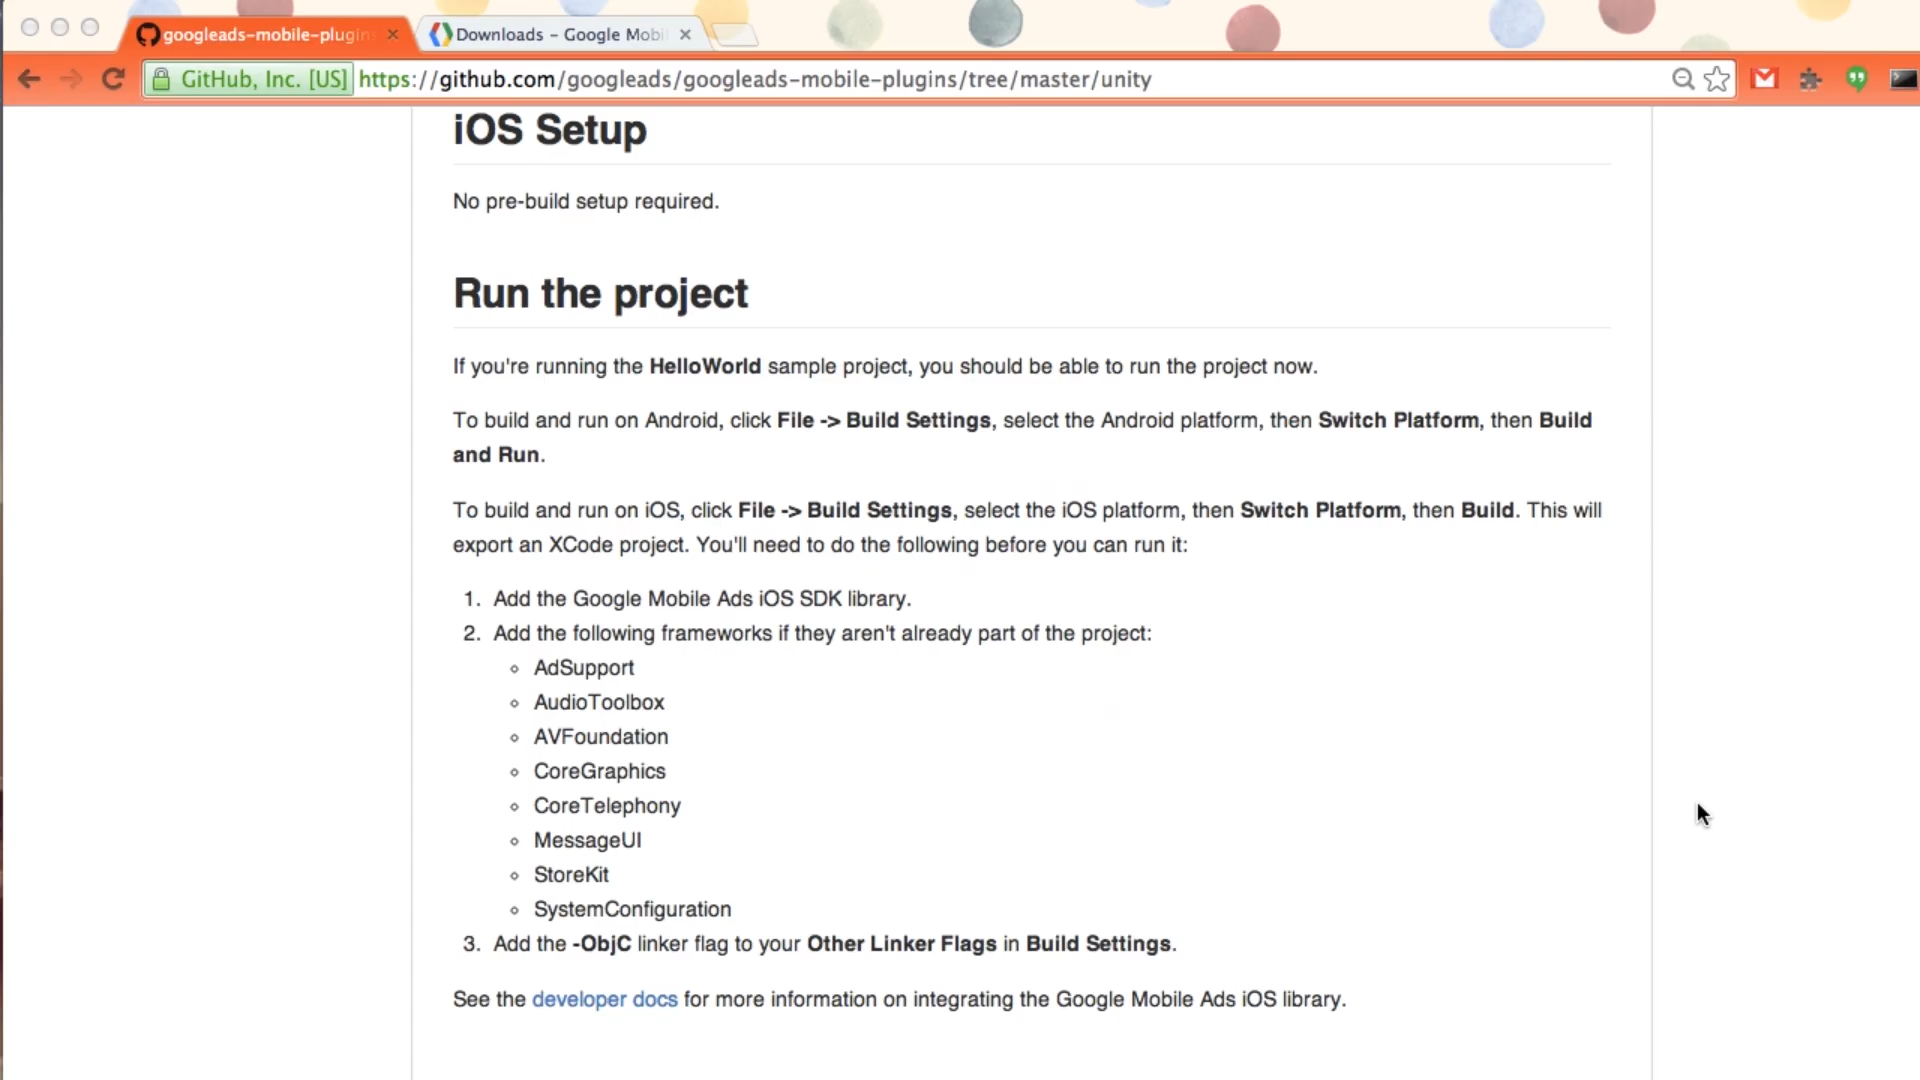 googleads-mobile-plugin
Downloads - Google Mobi
GitHub, Inc. [US] https://github.com/googleads/googleads-mobile-plugins/tree/master/unity
iOS Setup
No pre-build setup required.
Run the project
If you're running the HelloWorld sample project, you should be able to run the project now.
To build and run on Android, click File -> Build Settings, select the Android platform, then Switch Platform, then Build
and Run.
To build and run on iOS, click File -> Build Settings, select the iOS platform, then Switch Platform, then Build. This will
export an XCode project. You'll need to do the following before you can run it:
1. Add the Google Mobile Ads iOS SDK library.
2. Add the following frameworks if they aren't already part of the project:
AdSupport
AudioToolbox
AVFoundation
CoreGraphics
CoreTelephony
MessageUI
StoreKit
SystemConfiguration
3. Add the -ObjC linker flag to your Other Linker Flags in Build Settings.
See the developer docs for more information on integrating the Google Mobile Ads iOS library.